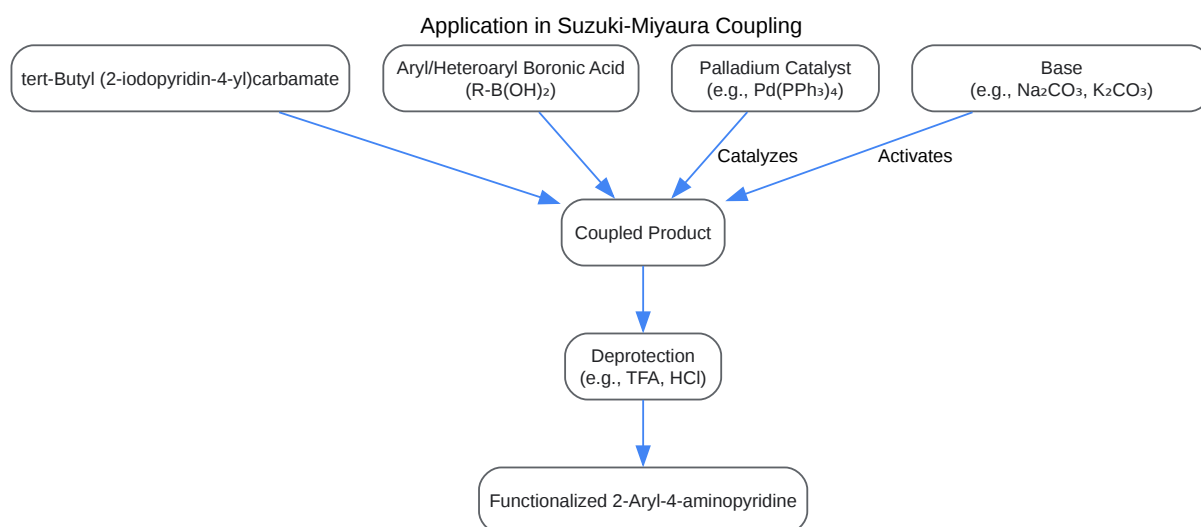 Application in Suzuki-Miyaura Coupling
tert-Butyl (2-iodopyridin-4-yl)carbamate
Aryl/Heteroaryl Boronic Acid
(R-B(OH)₂)
Palladium Catalyst
(e.g., Pd(PPh₃)₄)
Base
(e.g., Na₂CO₃, K₂CO₃)
Catalyzes
Activates
Coupled Product
Deprotection
(e.g., TFA, HCl)
Functionalized 2-Aryl-4-aminopyridine